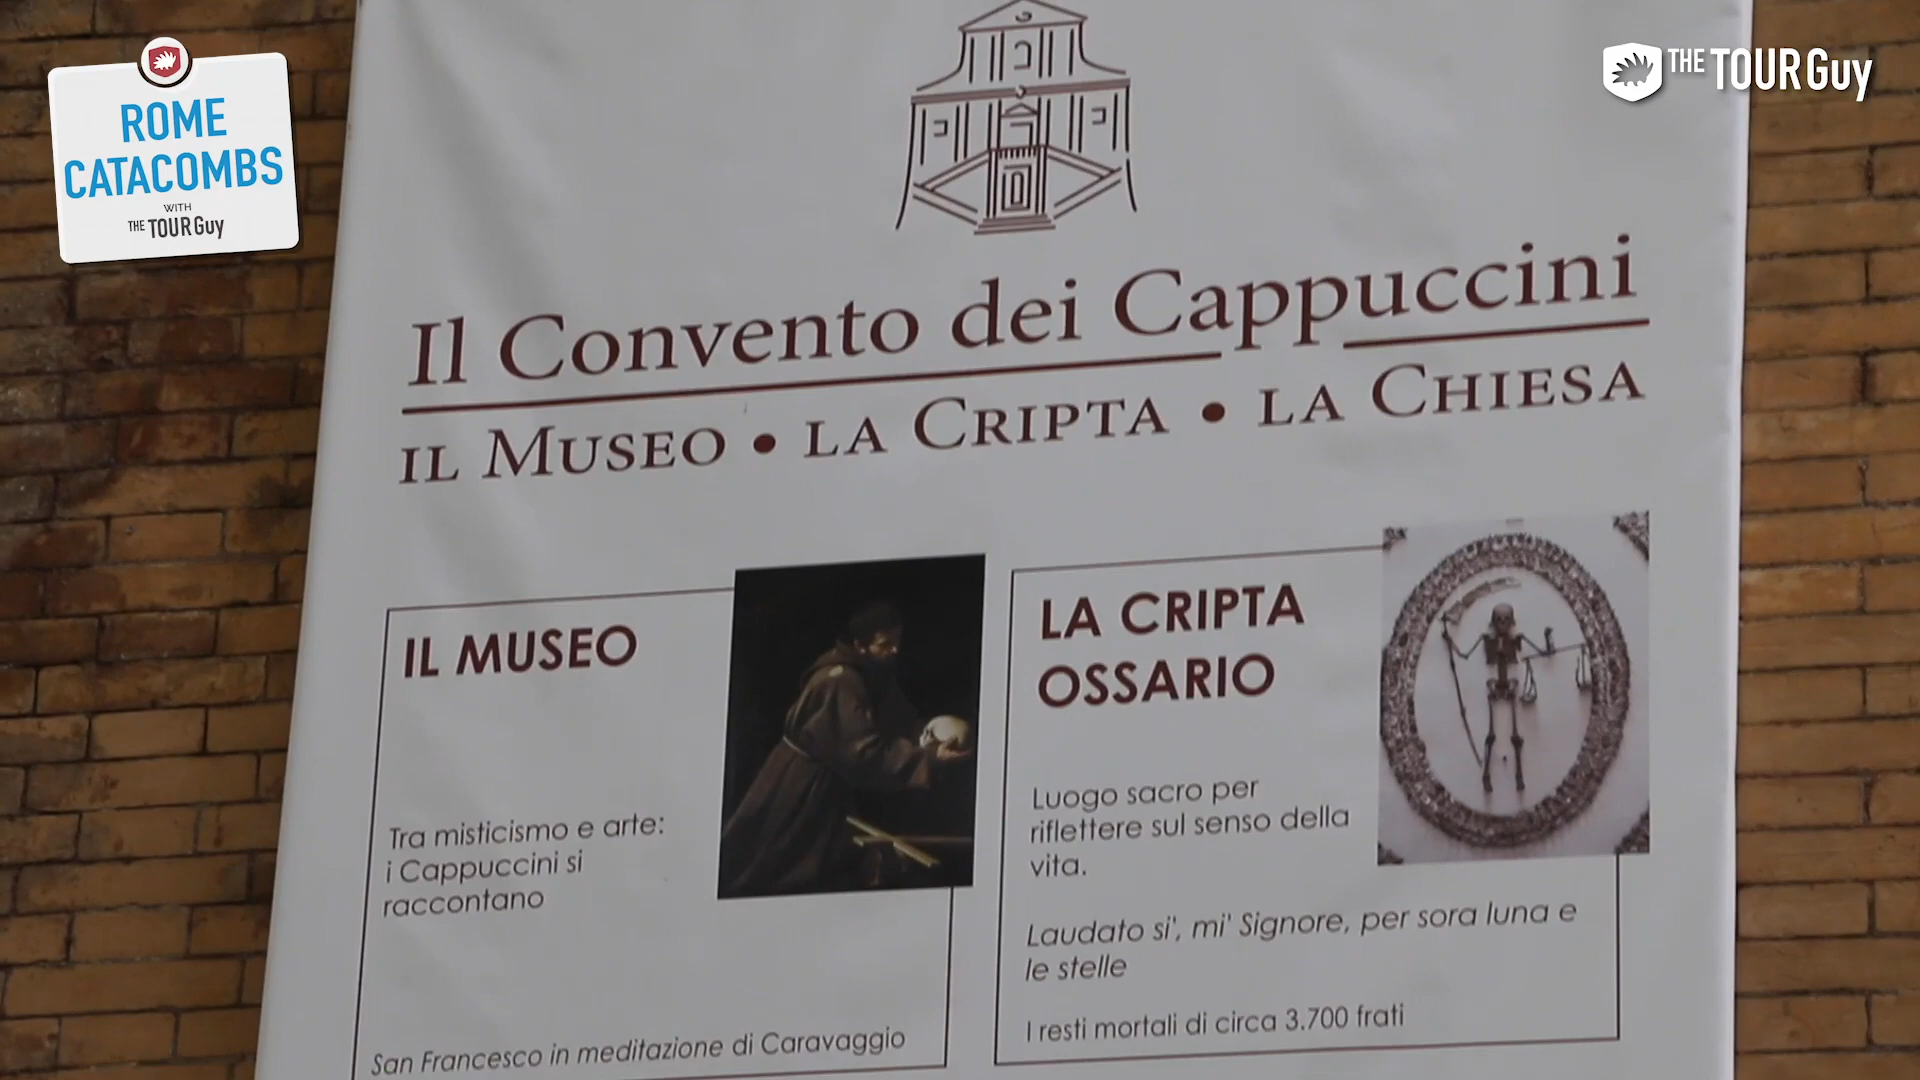 ROME
CATACOMBS
WITH
THE TOUR Guy
THE TOUR Guy
Il Convento dei Cappuccini
IL MUSEO • LA CRIPTA • LA CHIESA
IL MUSEO
Tra misticismo e arte:
i Cappuccini si
raccontano
San Francesco in meditazione di Caravaggio
LA CRIPTA
OSSARIO
Luogo sacro per
riflettere sul senso della
vita.
Laudato si', mi' Signore, per sora luna e
le stelle
I resti mortali di circa 3.700 frati